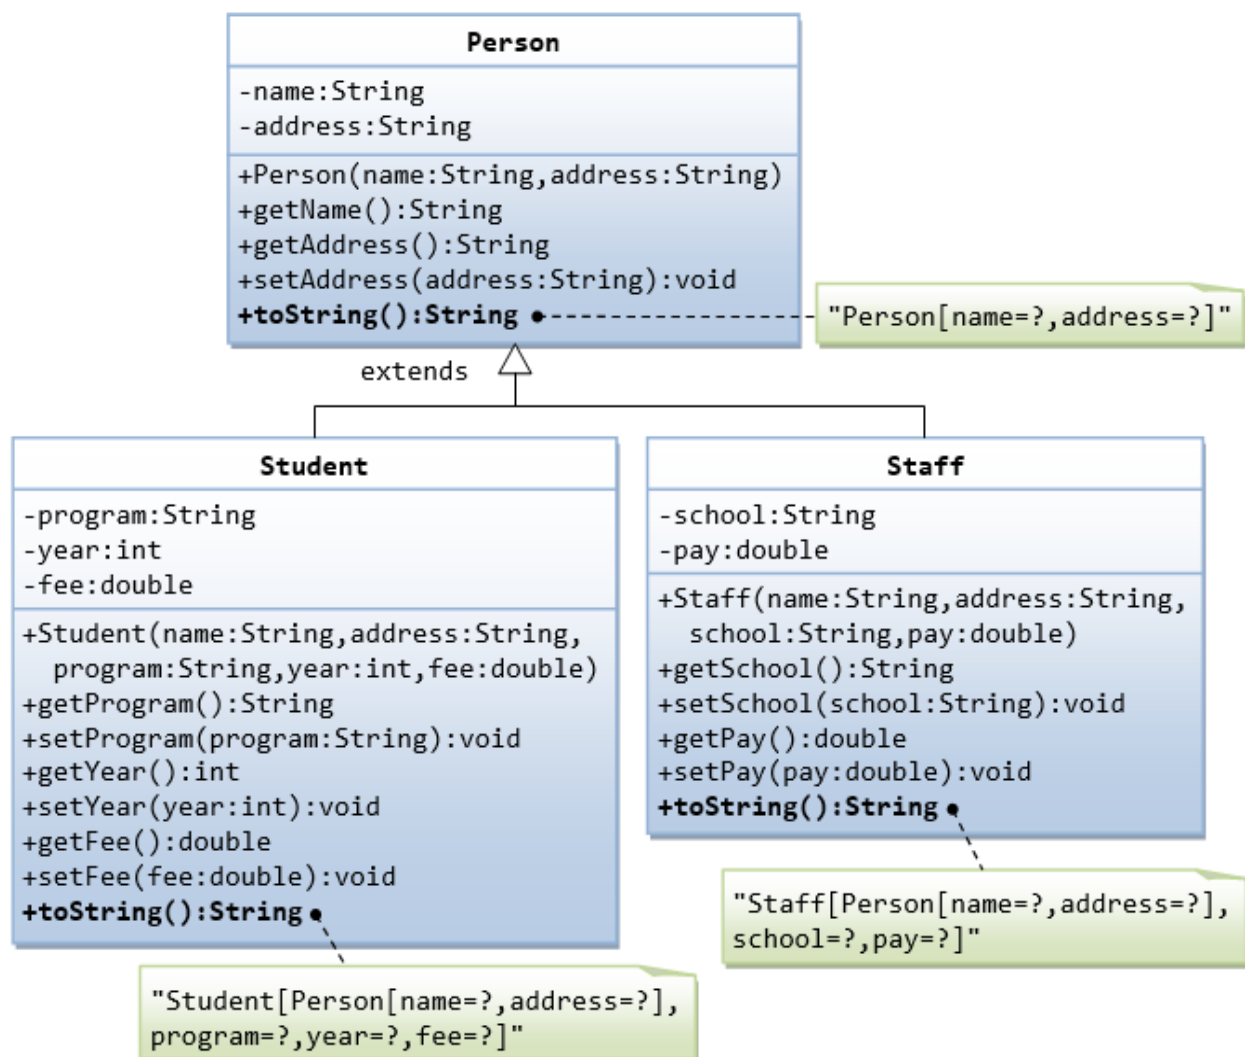 Person
-name:String
-address:String
+Person(name:String,address:String)
+getName():String
+getAddress():String
+setAddress(address:String):void
+toString():String
"Person[name=?,address=?]"
extends
Student
-program:String
-year:int
-fee:double
+Student(name:String,address:String,
program:String,year:int,fee:double)
+getProgram():String
+setProgram(program:String):void
+getYear():int
+setYear(year:int):void
+getFee():double
+setFee(fee:double):void
+toString():String
"Student[Person[name=?,address=?],
program=?,year=?,fee=?]"
Staff
-school:String
-pay:double
+Staff(name:String,address:String,
school:String,pay:double)
+getSchool():String
+setSchool(school:String):void
+getPay():double
+setPay(pay:double):void
+toString():String
"Staff[Person[name=?,address=?],
school=?,pay=?]"